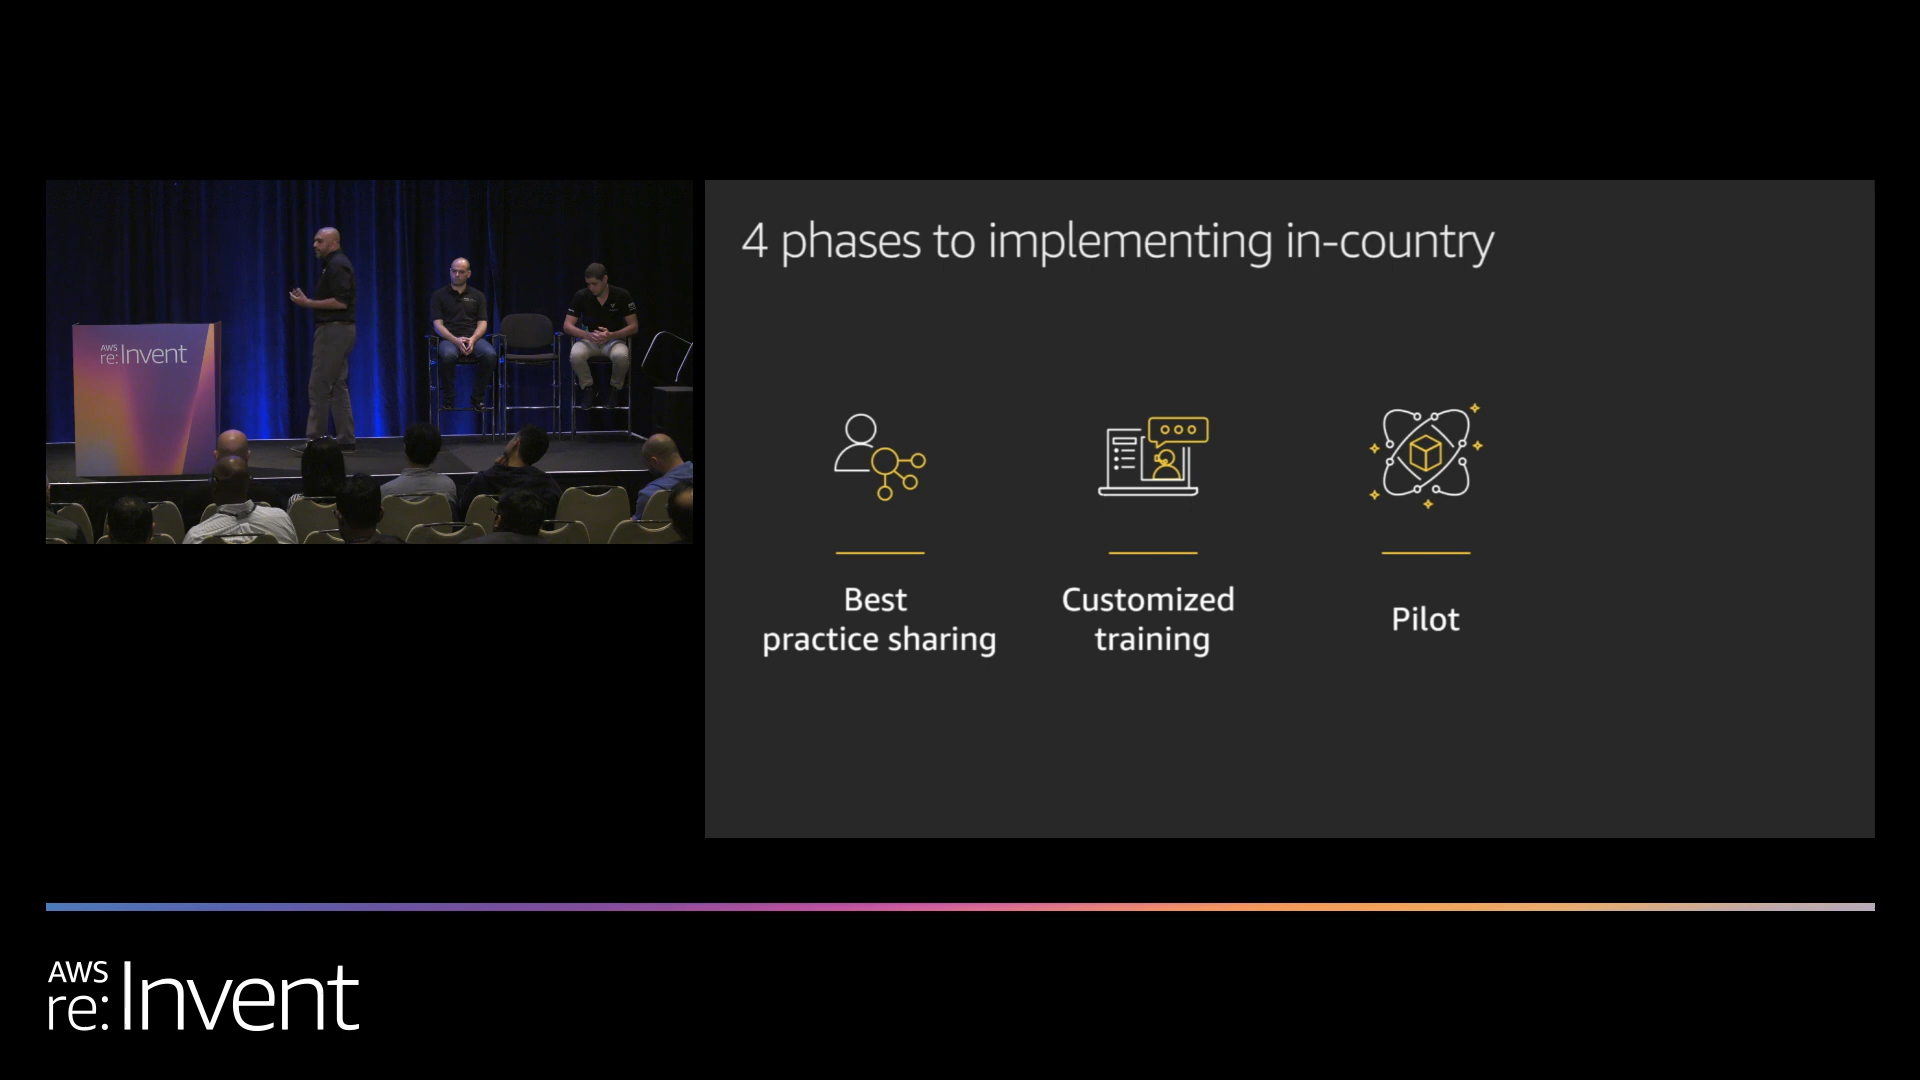 AWS
re:Invent
4 phases to implementing in-country
Best
practice sharing
Customized
training
Pilot
AWS
re:Invent